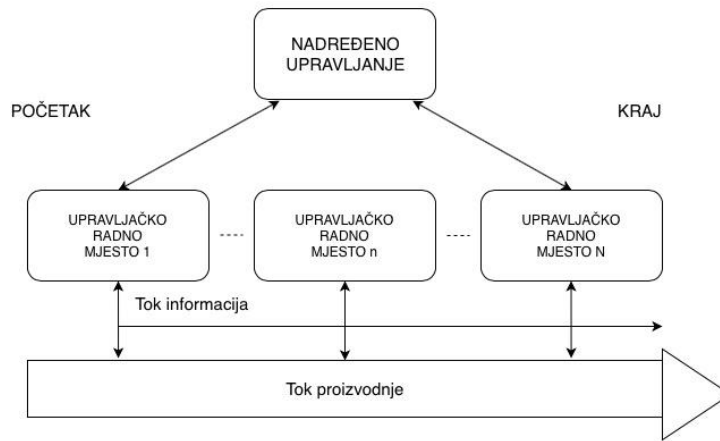 NADREĐENO
UPRAVLJANJE
POČETAK
KRAJ
UPRAVLJAČKO
RADNO
MJESTO 1
UPRAVLJAČKO
RADNO
MJESTO n
UPRAVLJAČKO
RADNO
MJESTO N
Tok informacija
Tok proizvodnje